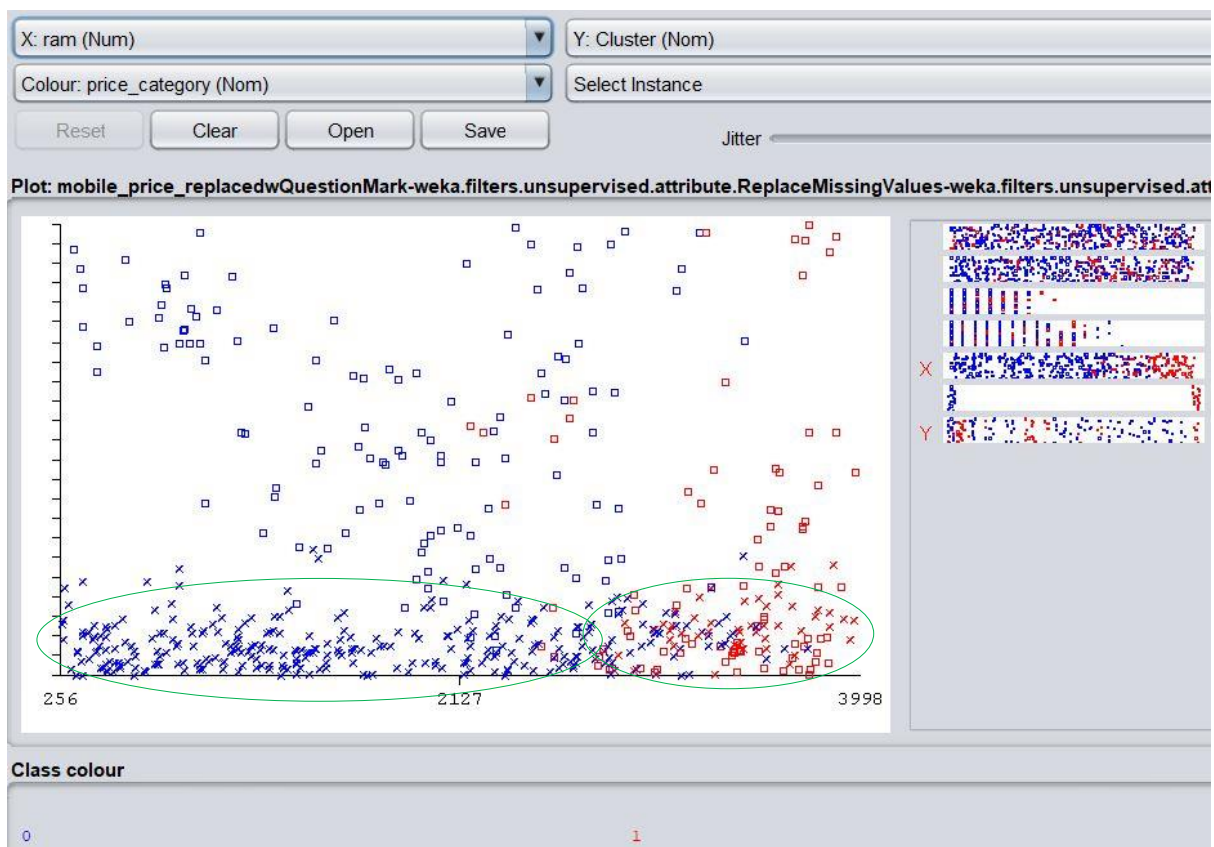 X: ram (Num)
Y: Cluster (Nom)
Colour: price_category (Nom)
Select Instance
Reset
Clear
Open
Save
Jitter
Plot: mobile_price_replacedwQuestionMark-weka.filters.unsupervised.attribute.ReplaceMissingValues-weka.filters.unsupervised.att
X
Y
256
2127
3998
Class colour
0
1